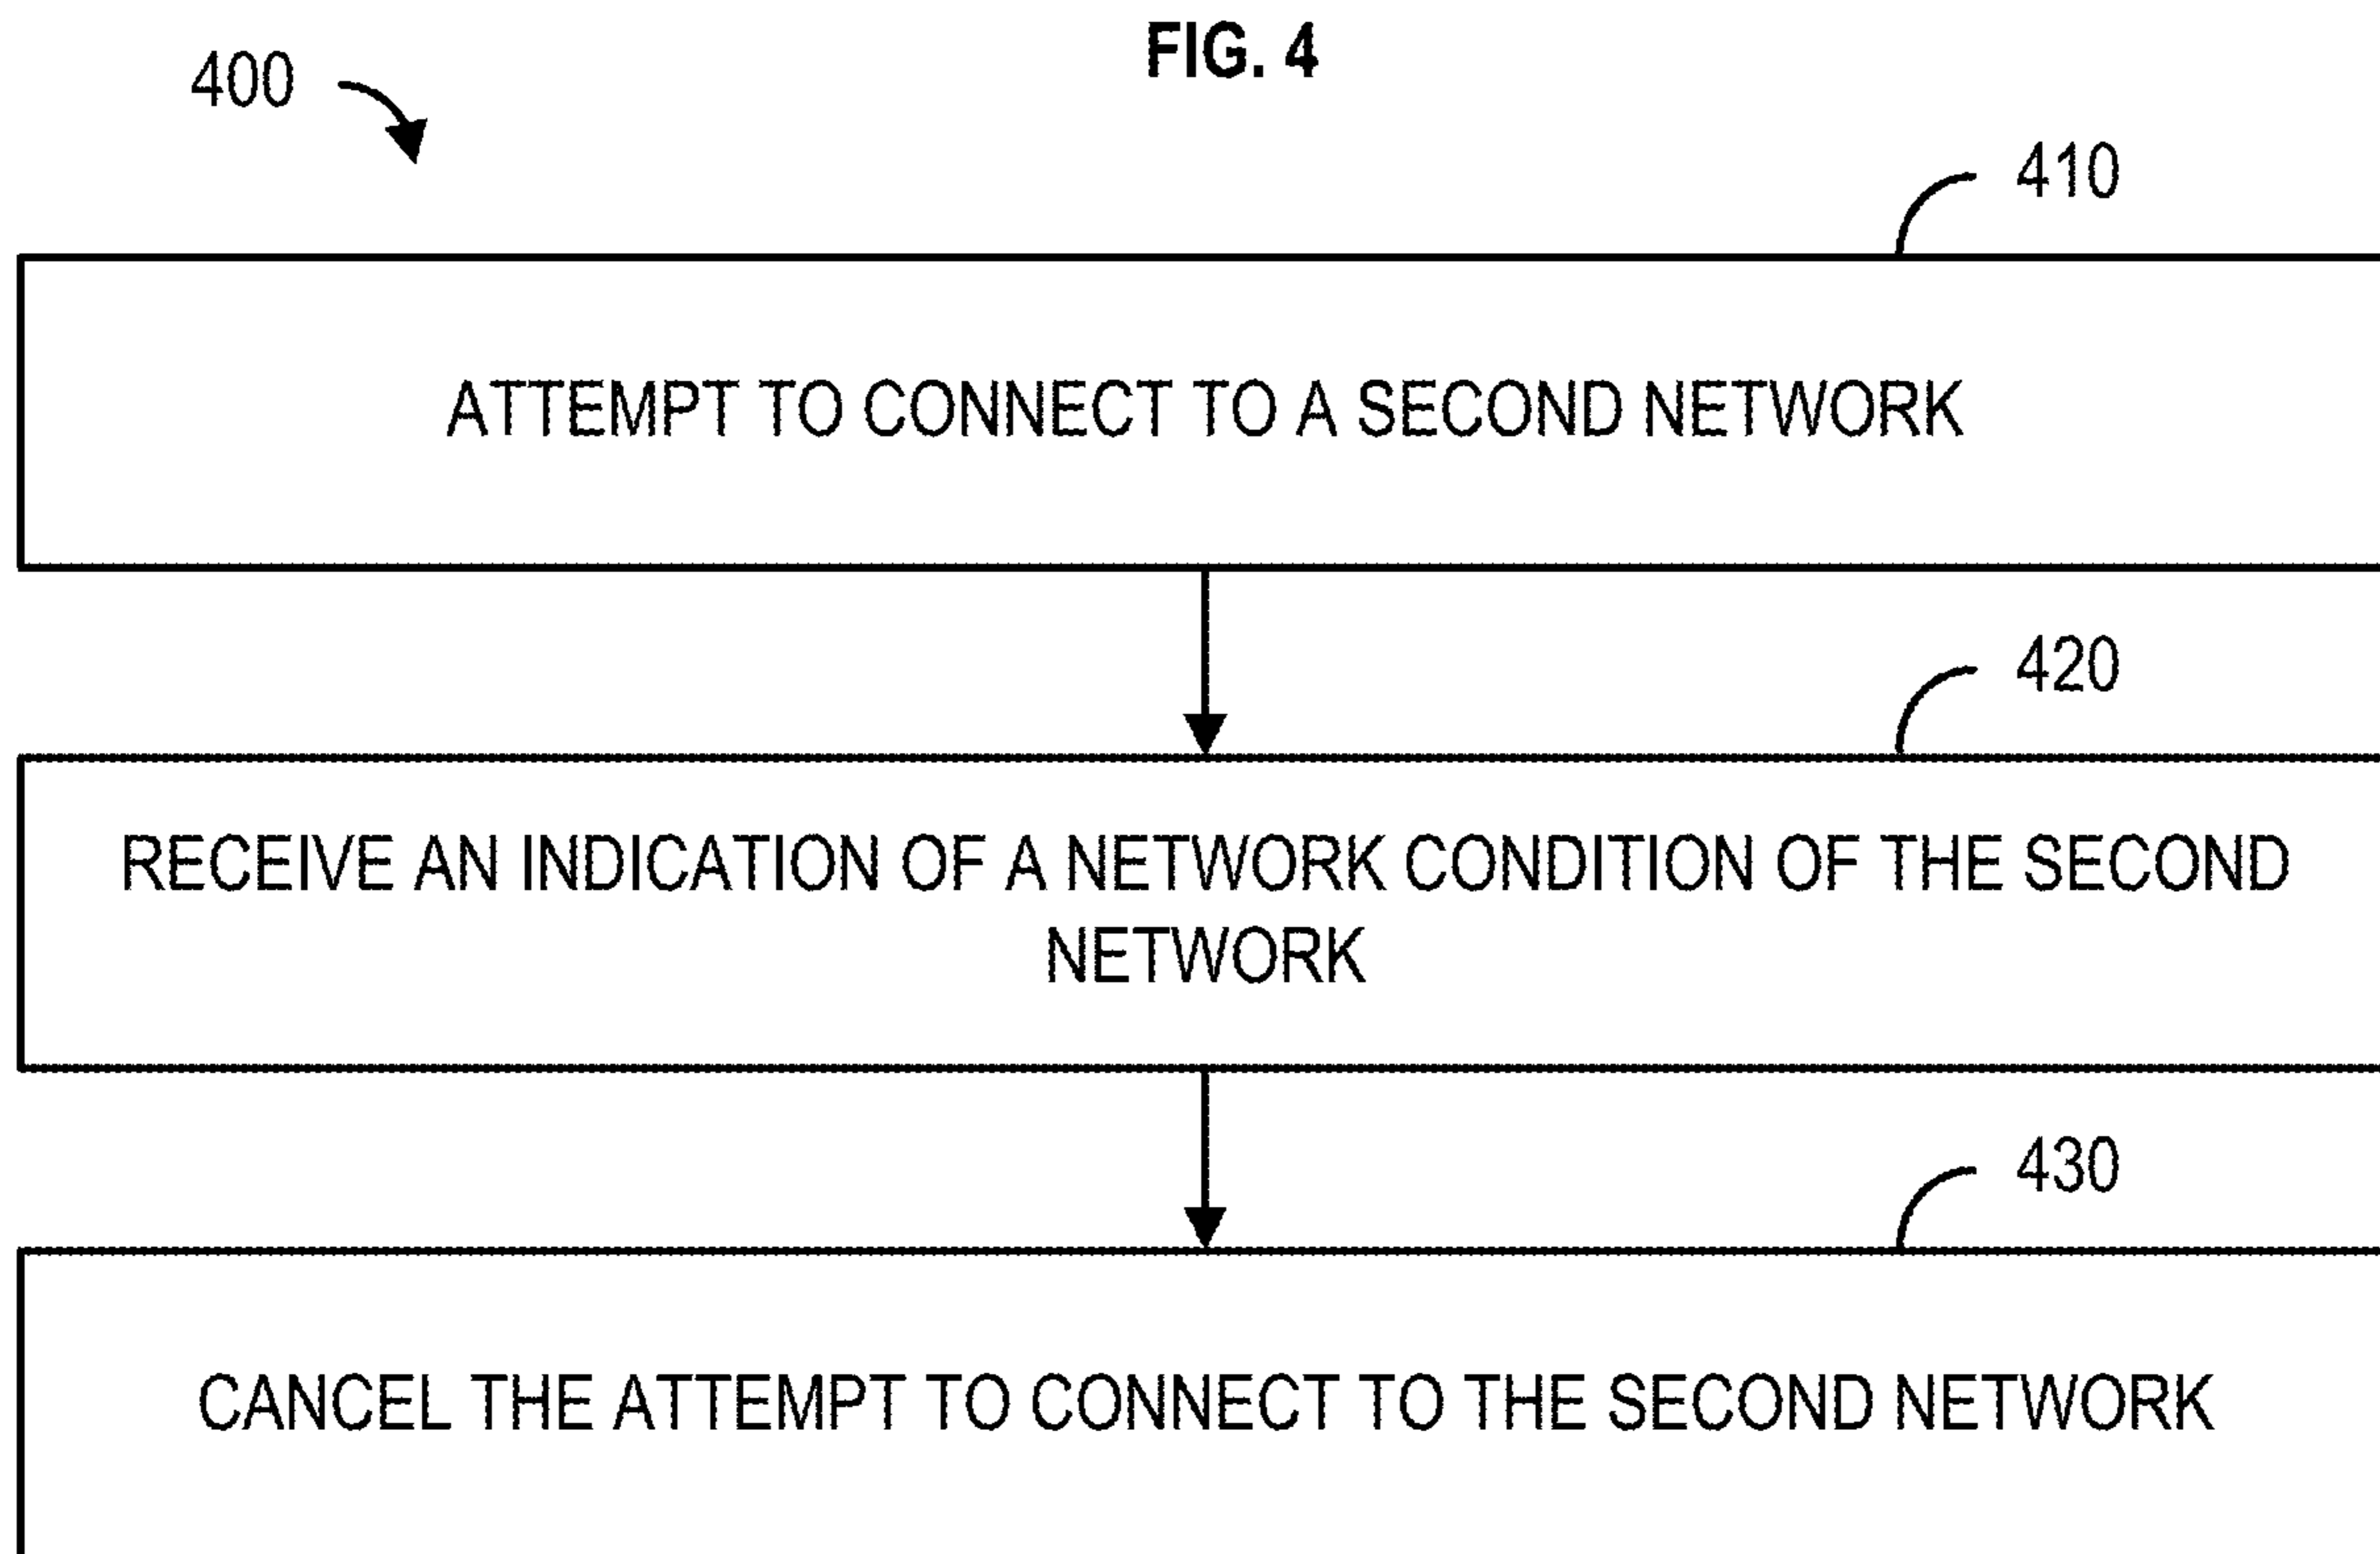 FIG. 4
400
410
ATTEMPT TO CONNECT TO A SECOND NETWORK
420
RECEIVE AN INDICATION OF A NETWORK CONDITION OF THE SECOND
NETWORK
430
CANCEL THE ATTEMPT TO CONNECT TO THE SECOND NETWORK